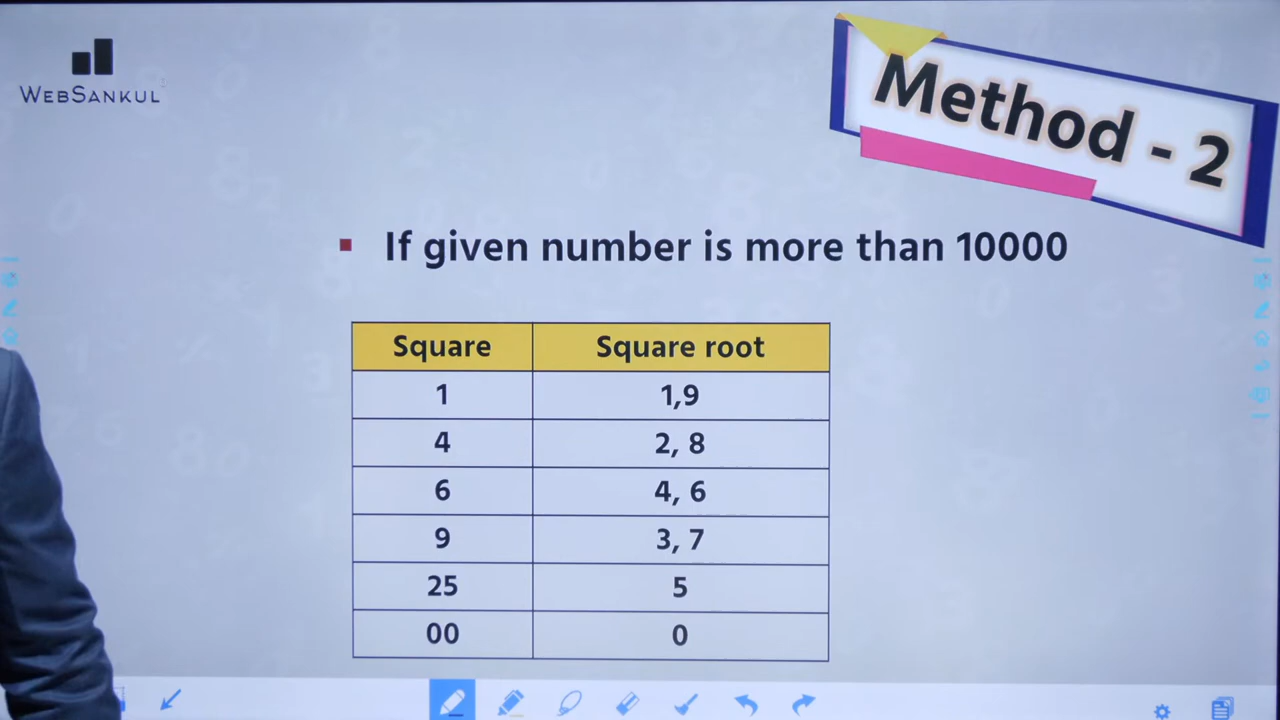 WEBSANKUL
Method - 2
If given number is more than 10000
Square Square root
1 1,9
4 2, 8
6 4, 6
9 3, 7
25 5
00 0